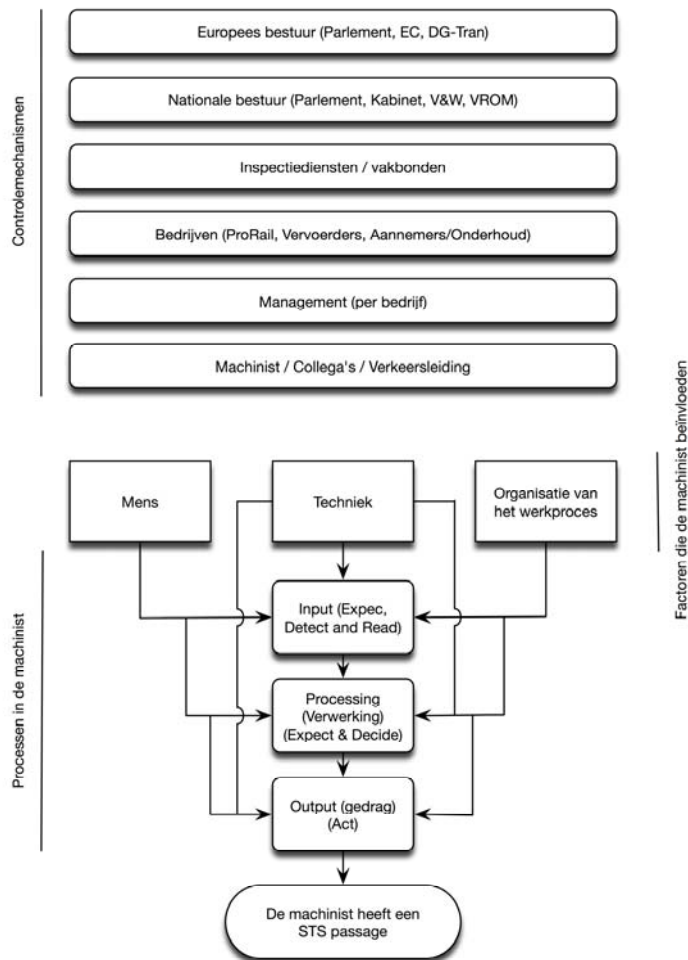 Controlemechanismen
Europees bestuur (Parlement, EC, DG-Tran)
Nationale bestuur (Parlement, Kabinet, V&W, VROM)
Inspectiediensten / vakbonden
Bedrijven (ProRail, Vervoerders, Aannemers/Onderhoud)
Management (per bedrijf)
Machinist / Collega's / Verkeersleiding
Factoren die de machinist beïnvloeden
Mens
Techniek
Organisatie van
het werkproces
Processen in de machinist
Input (Expec,
Detect and Read)
Processing
(Verwerking)
(Expect & Decide)
Output (gedrag)
(Act)
De machinist heeft een
STS passage